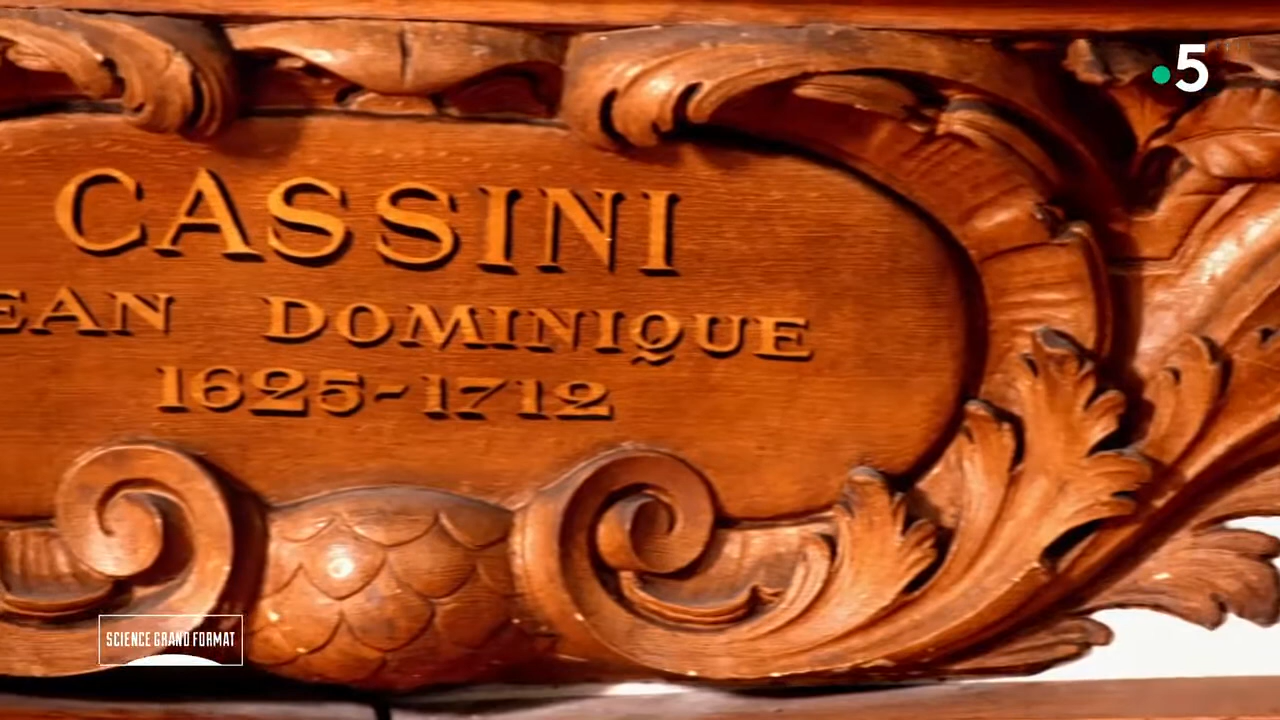 5
CASSINI
EAN DOMINIQUE
1625-1712
SCIENCE GRAND FORMAT